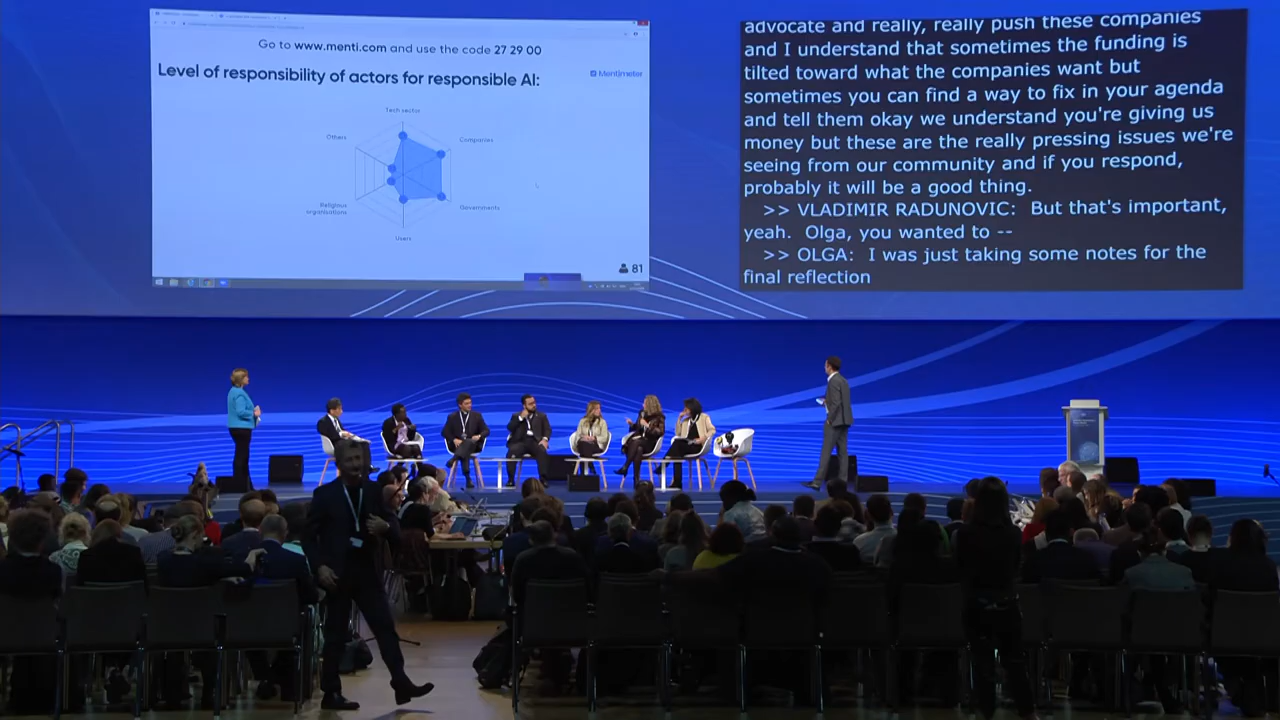 Go to www.menti.com and use the code 27 29 00
Level of responsibility of actors for responsible AI:
Mentimeter
Tech sector
Others
Companies
Religious
organisations
Governments
Users
81
advocate and really, really push these companies
and I understand that sometimes the funding is
tilted toward what the companies want but
sometimes you can find a way to fix in your agenda
and tell them okay we understand you're giving us
money but these are the really pressing issues we're
seeing from our community and if you respond,
probably it will be a good thing.
>> VLADIMIR RADUNOVIC: But that's important,
yeah. Olga, you wanted to --
>> OLGA: I was just taking some notes for the
final reflection